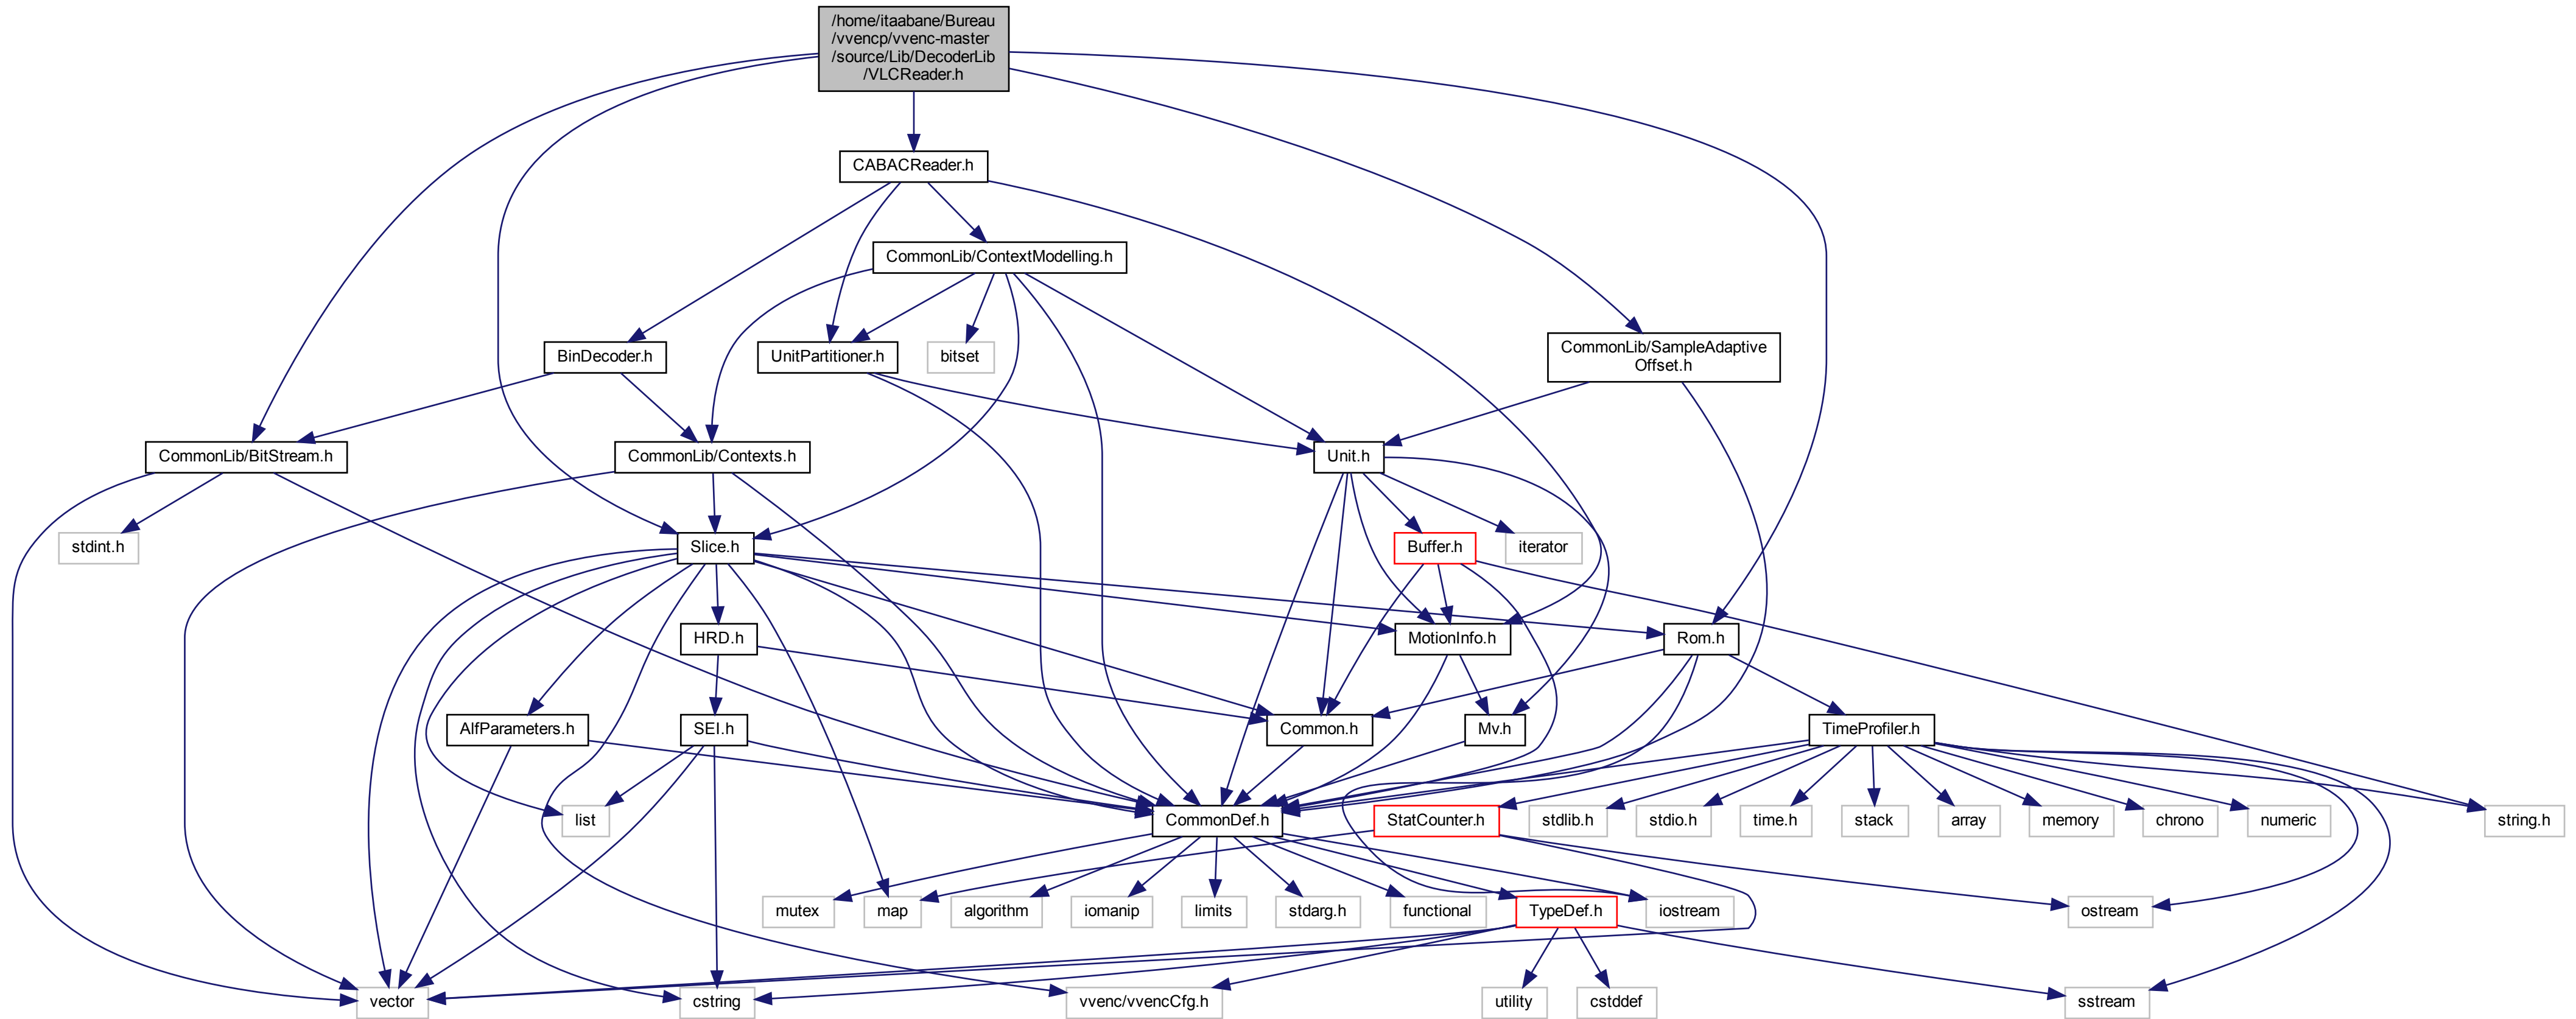 /home/itaabane/Bureau
/vvencp/vvenc-master
/source/Lib/DecoderLib
/VLCReader.h
CABACReader.h
CommonLib/ContextModelling.h
BinDecoder.h
UnitPartitioner.h
bitset
CommonLib/SampleAdaptive
Offset.h
CommonLib/BitStream.h
CommonLib/Contexts.h
Unit.h
stdint.h
Slice.h
Buffer.h
iterator
HRD.h
MotionInfo.h
Rom.h
AlfParameters.h
SEI.h
Common.h
Mv.h
TimeProfiler.h
list
CommonDef.h
StatCounter.h
stdlib.h
stdio.h
time.h
stack
array
memory
chrono
numeric
string.h
mutex
map
algorithm
iomanip
limits
stdarg.h
functional
TypeDef.h
iostream
ostream
vector
cstring
vvenc/vvencCfg.h
utility
cstddef
sstream